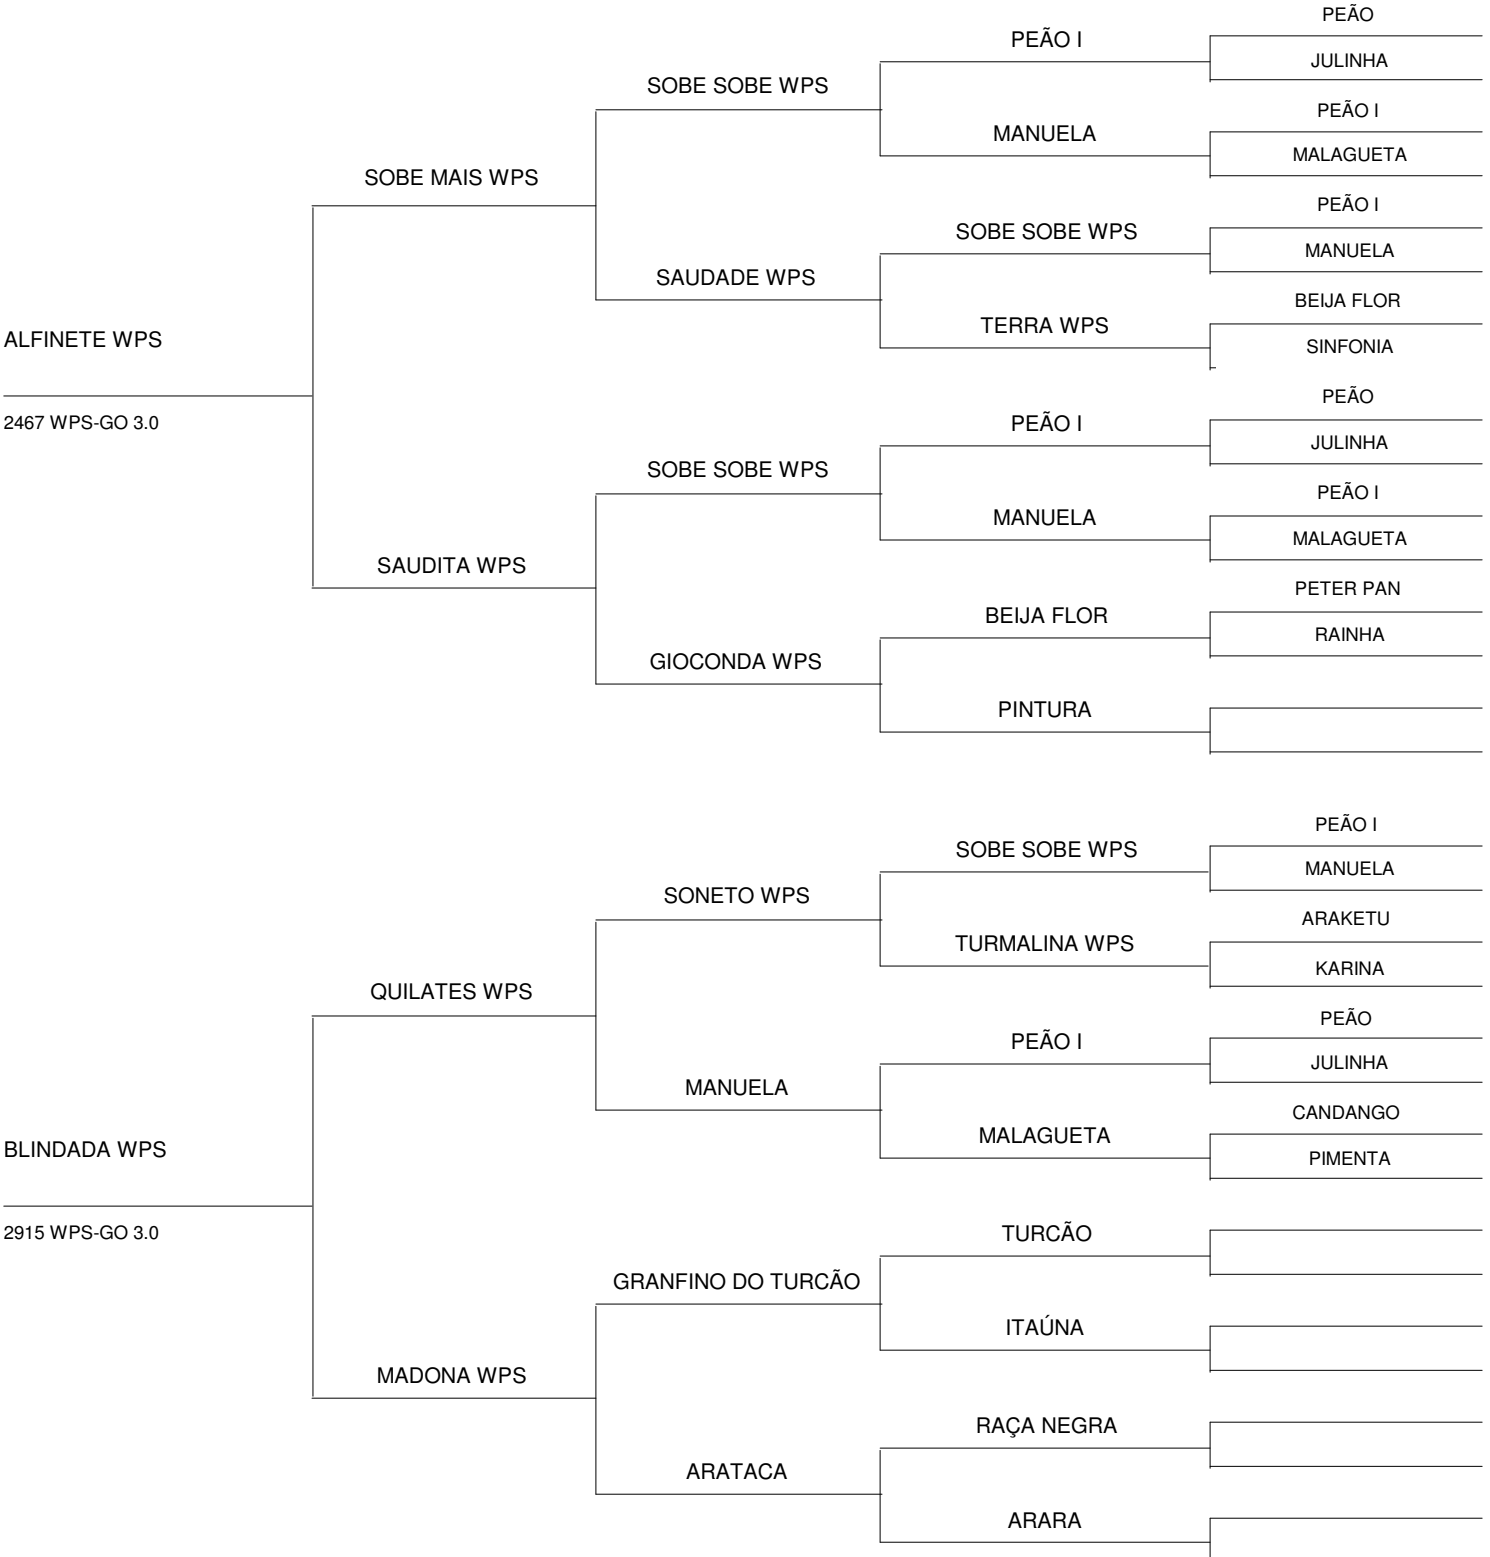 PEÃO
PEÃO I
JULINHA
SOBE SOBE WPS
PEÃO I
MANUELA
MALAGUETA
SOBE MAIS WPS
PEÃO I
SOBE SOBE WPS
MANUELA
SAUDADE WPS
BEIJA FLOR
TERRA WPS
ALFINETE WPS
SINFONIA
PEÃO
2467 WPS-GO 3.0
PEÃO I
JULINHA
SOBE SOBE WPS
PEÃO I
MANUELA
MALAGUETA
SAUDITA WPS
PETER PAN
BEIJA FLOR
RAINHA
GIOCONDA WPS
PINTURA
PEÃO I
SOBE SOBE WPS
MANUELA
SONETO WPS
ARAKETU
TURMALINA WPS
KARINA
QUILATES WPS
PEÃO
PEÃO I
JULINHA
MANUELA
CANDANGO
MALAGUETA
BLINDADA WPS
PIMENTA
2915 WPS-GO 3.0
TURCÃO
GRANFINO DO TURCÃO
ITAÚNA
MADONA WPS
RAÇA NEGRA
ARATACA
ARARA